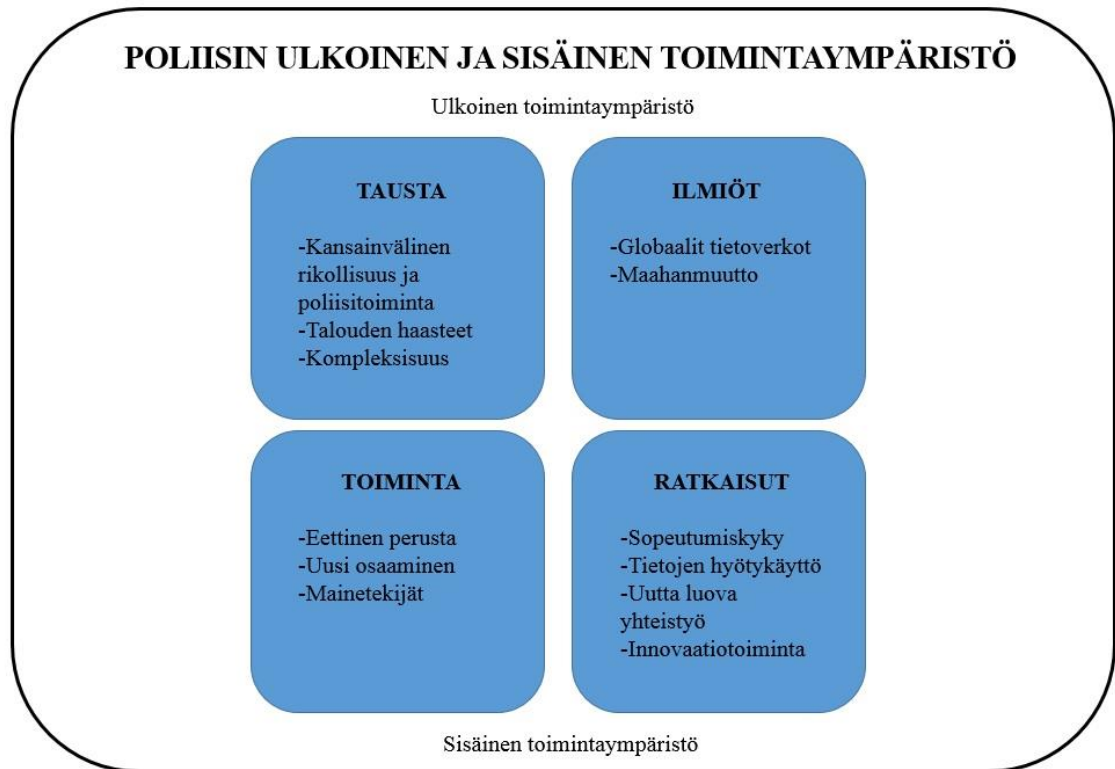 POLIISIN ULKOINEN JA SISÄINEN TOIMINTAYMPÄRISTÖ
Ulkoinen toimintaympäristö
TAUSTA
-Kansainvälinen
rikollisuus ja
poliisitoiminta
-Talouden haasteet
-Kompleksisuus
ILMIÖT
-Globaalit tietoverkot
-Maahanmuutto
TOIMINTA
-Eettinen perusta
-Uusi osaaminen
-Mainetekijät
RATKAISUT
-Sopeutumiskyky
-Tietojen hyötykäyttö
-Uutta luova
yhteistyö
-Innovaatiotoiminta
Sisäinen toimintaympäristö